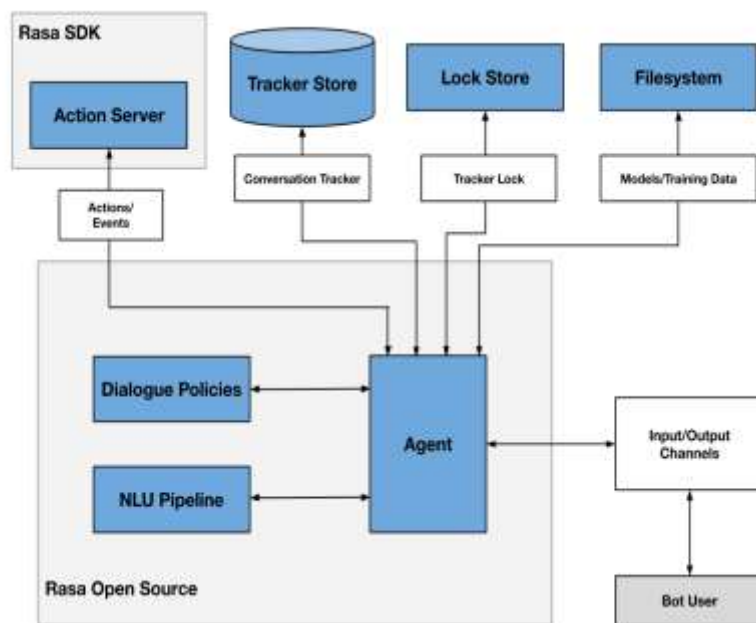 Rasa SDK
Action Server
Tracker Store
Lock Store
Filesystem
Actions/
Events
Conversation Tracker
Tracker Lock
Models/Training Data
Dialogue Policies
NLU Pipeline
Agent
Rasa Open Source
Input/Output
Channels
Bot User